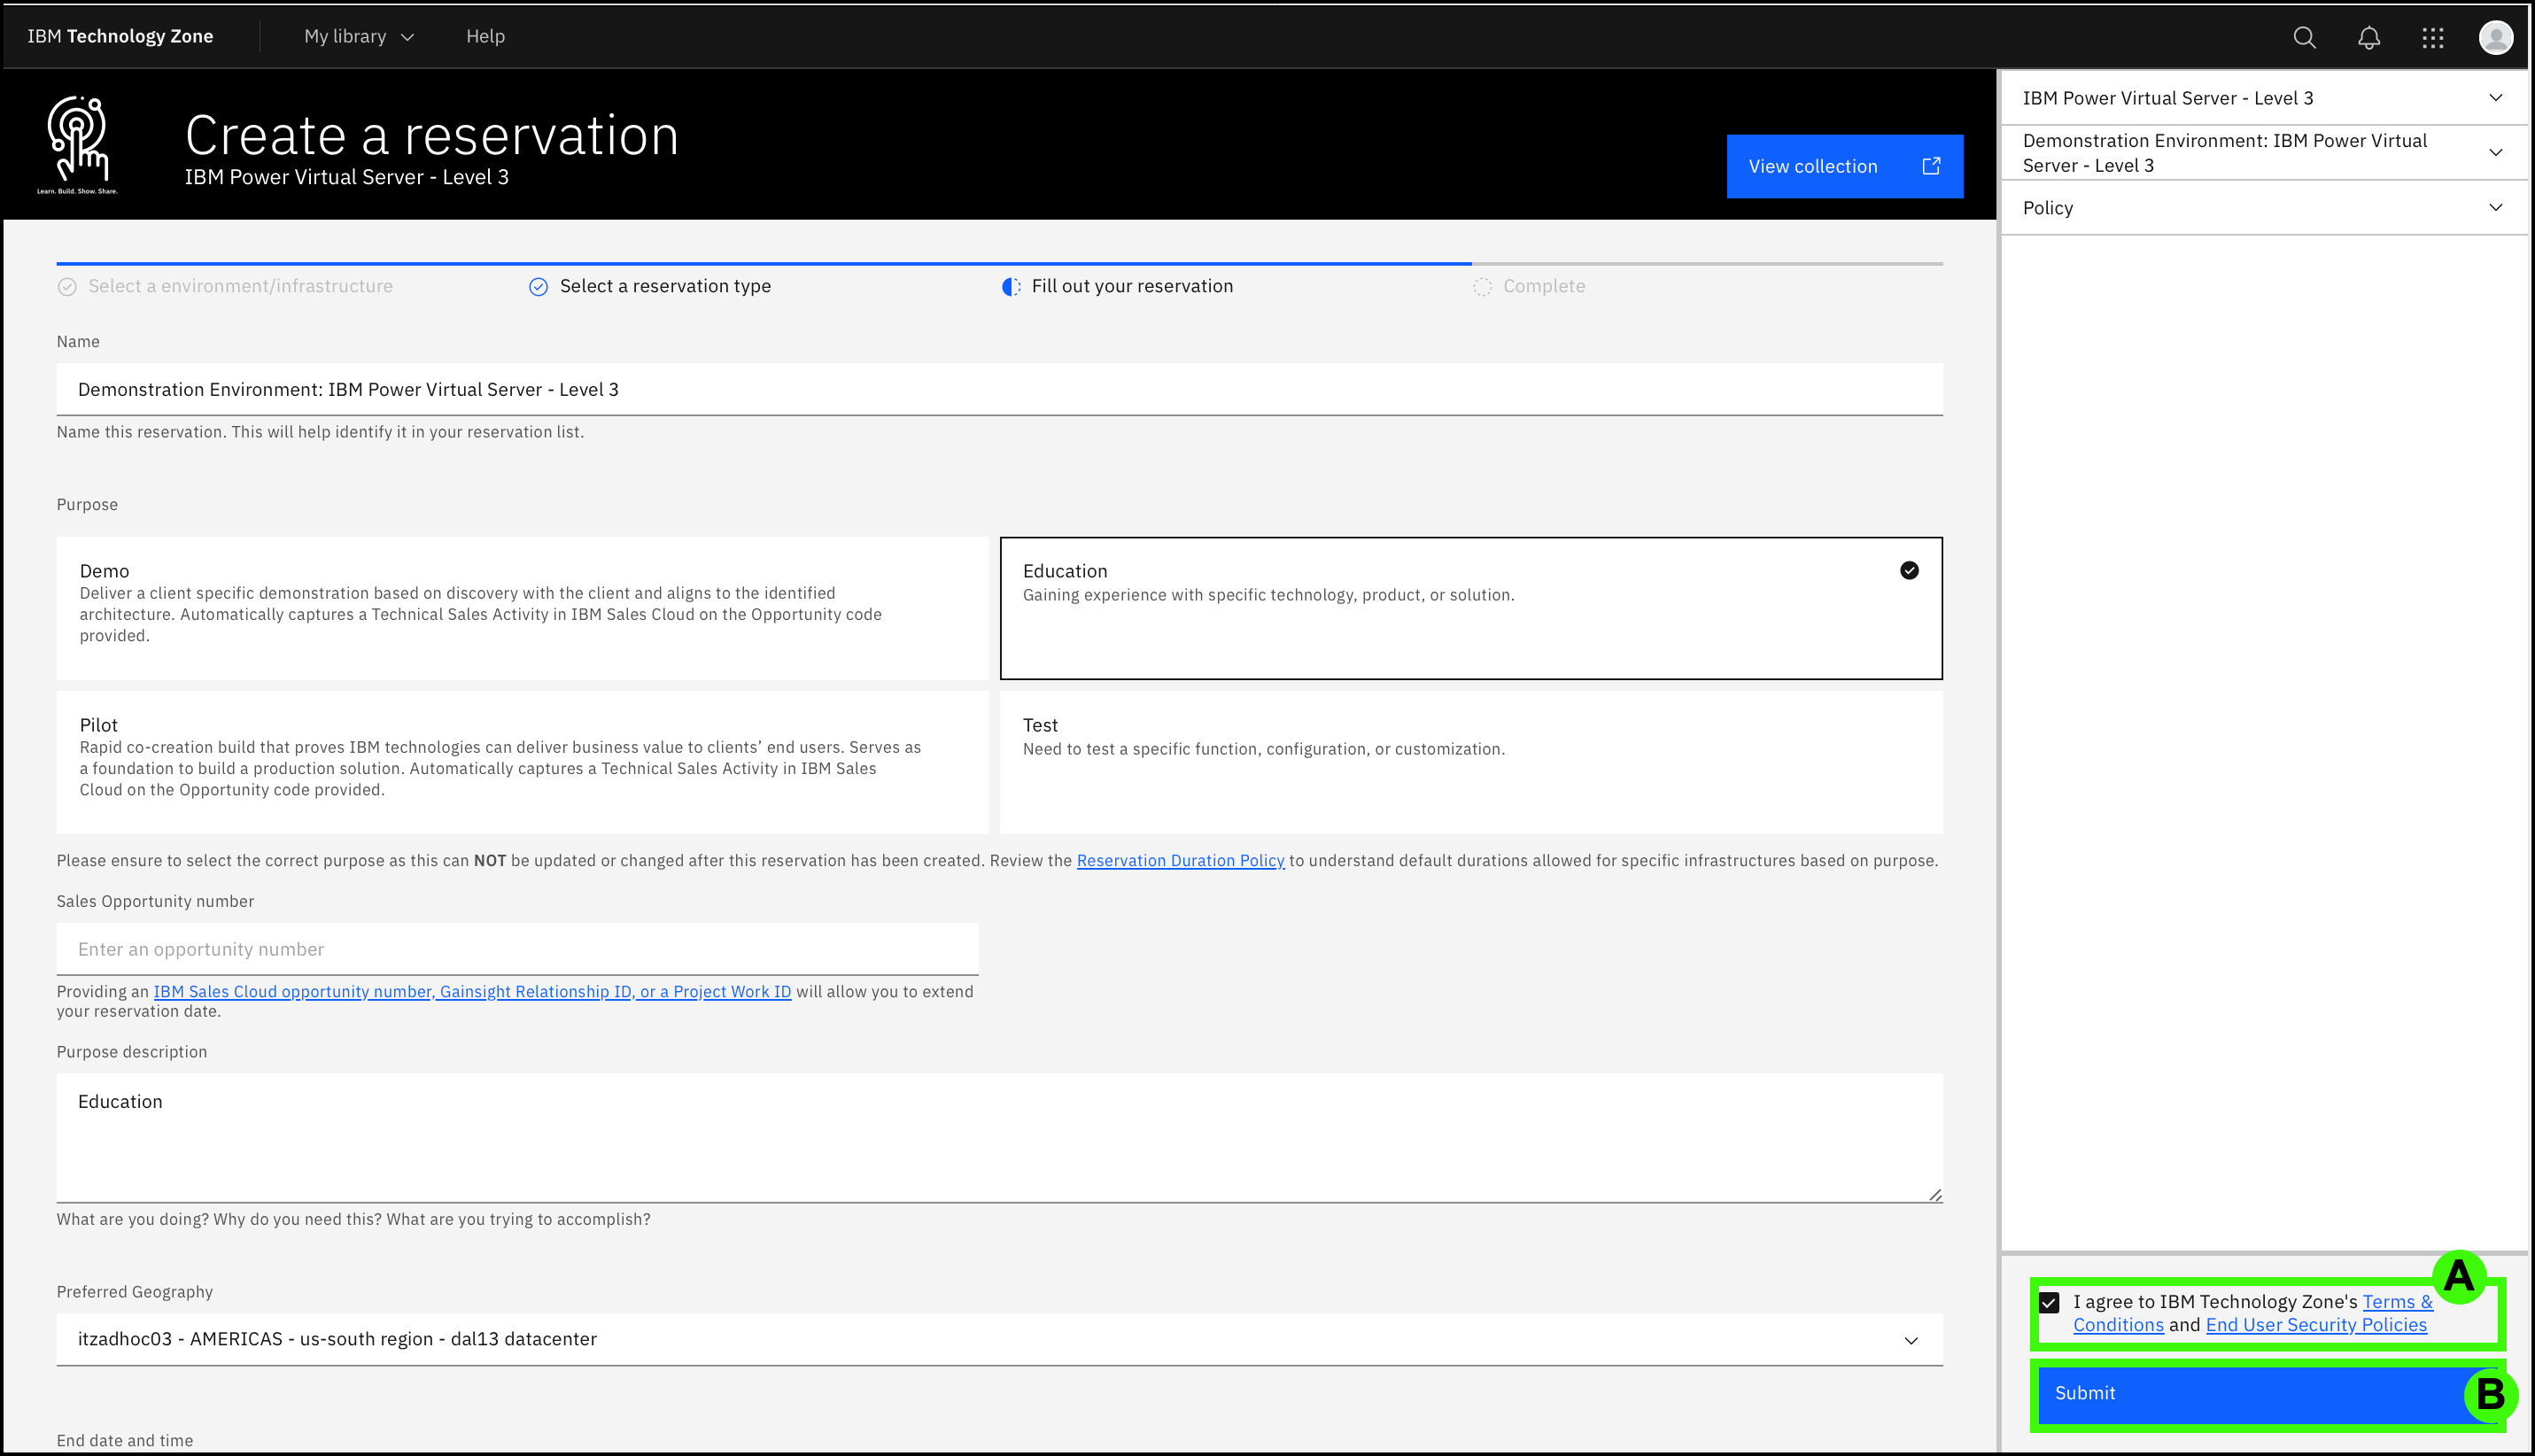 IBM Technology Zone
My library
Help
Learn. Build. Show. Share.
Create a reservation
IBM Power Virtual Server - Level 3
View collection
Select a environment/infrastructure
Select a reservation type
Fill out your reservation
Complete
Name
Demonstration Environment: IBM Power Virtual Server - Level 3
Name this reservation. This will help identify it in your reservation list.
Purpose
Demo
Deliver a client specific demonstration based on discovery with the client and aligns to the identified
architecture. Automatically captures a Technical Sales Activity in IBM Sales Cloud on the Opportunity code
provided.
Education
Gaining experience with specific technology, product, or solution.
Pilot
Rapid co-creation build that proves IBM technologies can deliver business value to clients’ end users. Serves as
a foundation to build a production solution. Automatically captures a Technical Sales Activity in IBM Sales
Cloud on the Opportunity code provided.
Test
Need to test a specific function, configuration, or customization.
Please ensure to select the correct purpose as this can NOT be updated or changed after this reservation has been created. Review the Reservation Duration Policy to understand default durations allowed for specific infrastructures based on purpose.
Sales Opportunity number
Enter an opportunity number
Providing an IBM Sales Cloud opportunity number, Gainsight Relationship ID, or a Project Work ID will allow you to extend
your reservation date.
Purpose description
Education
What are you doing? Why do you need this? What are you trying to accomplish?
Preferred Geography
itzadhoc03 - AMERICAS - us-south region - dal13 datacenter
End date and time
IBM Power Virtual Server - Level 3
Demonstration Environment: IBM Power Virtual
Server - Level 3
Policy
A
I agree to IBM Technology Zone's Terms &
Conditions and End User Security Policies
Submit
B